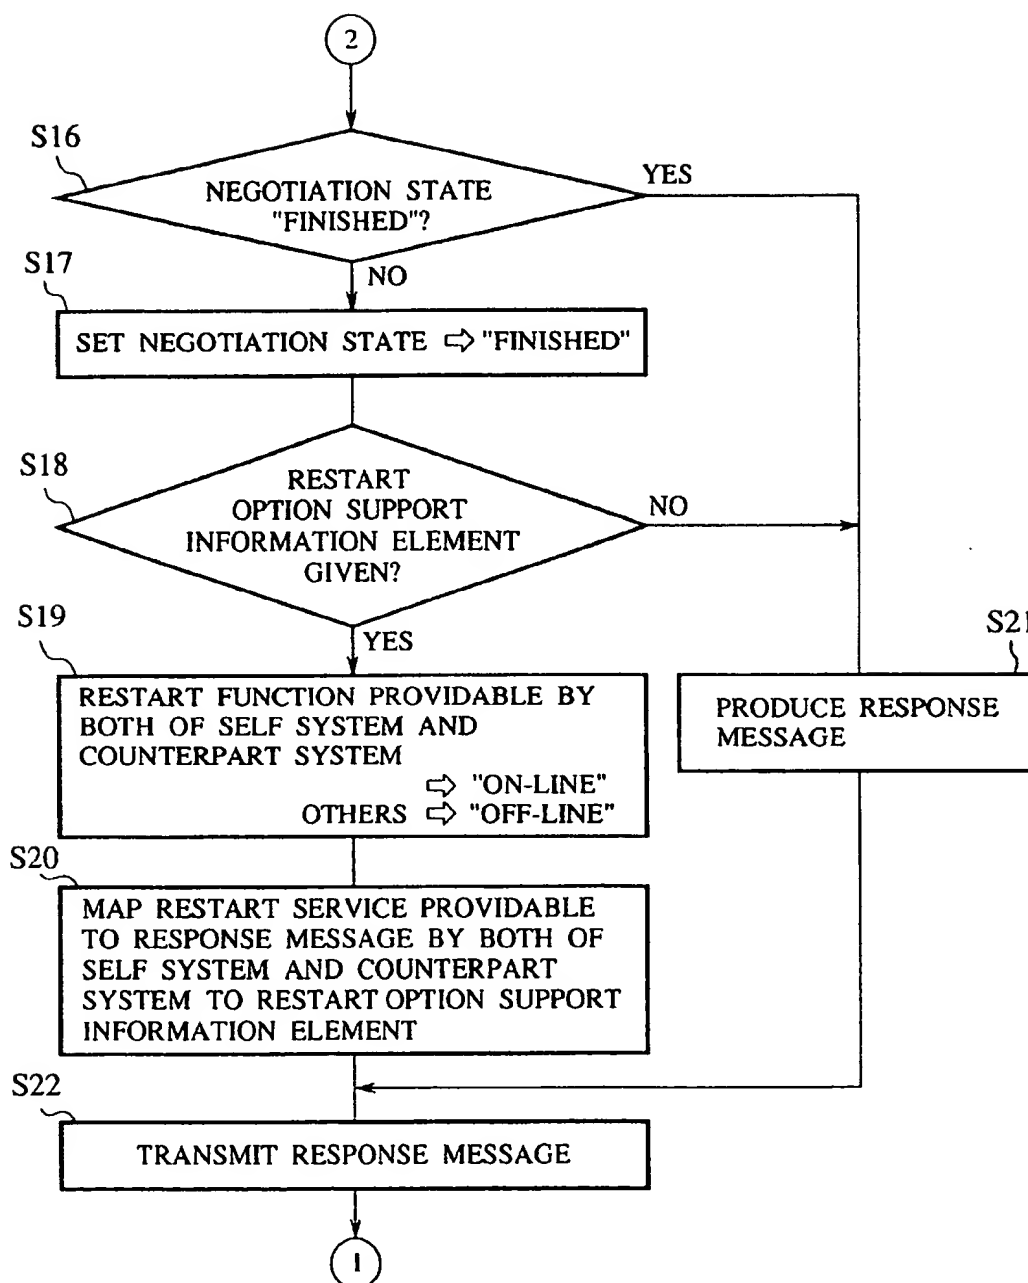 2
S16
YES
NEGOTIATION STATE
"FINISHED"?
S17
NO
SET NEGOTIATION STATE ⇨ "FINISHED"
S18
RESTART
OPTION SUPPORT
INFORMATION ELEMENT
GIVEN?
NO
S19
YES
S21
RESTART FUNCTION PROVIDABLE BY
BOTH OF SELF SYSTEM AND
COUNTERPART SYSTEM
⇨ "ON-LINE"
OTHERS ⇨ "OFF-LINE"
PRODUCE RESPONSE
MESSAGE
S20
MAP RESTART SERVICE PROVIDABLE
TO RESPONSE MESSAGE BY BOTH OF
SELF SYSTEM AND COUNTERPART
SYSTEM TO RESTART OPTION SUPPORT
INFORMATION ELEMENT
S22
TRANSMIT RESPONSE MESSAGE
1